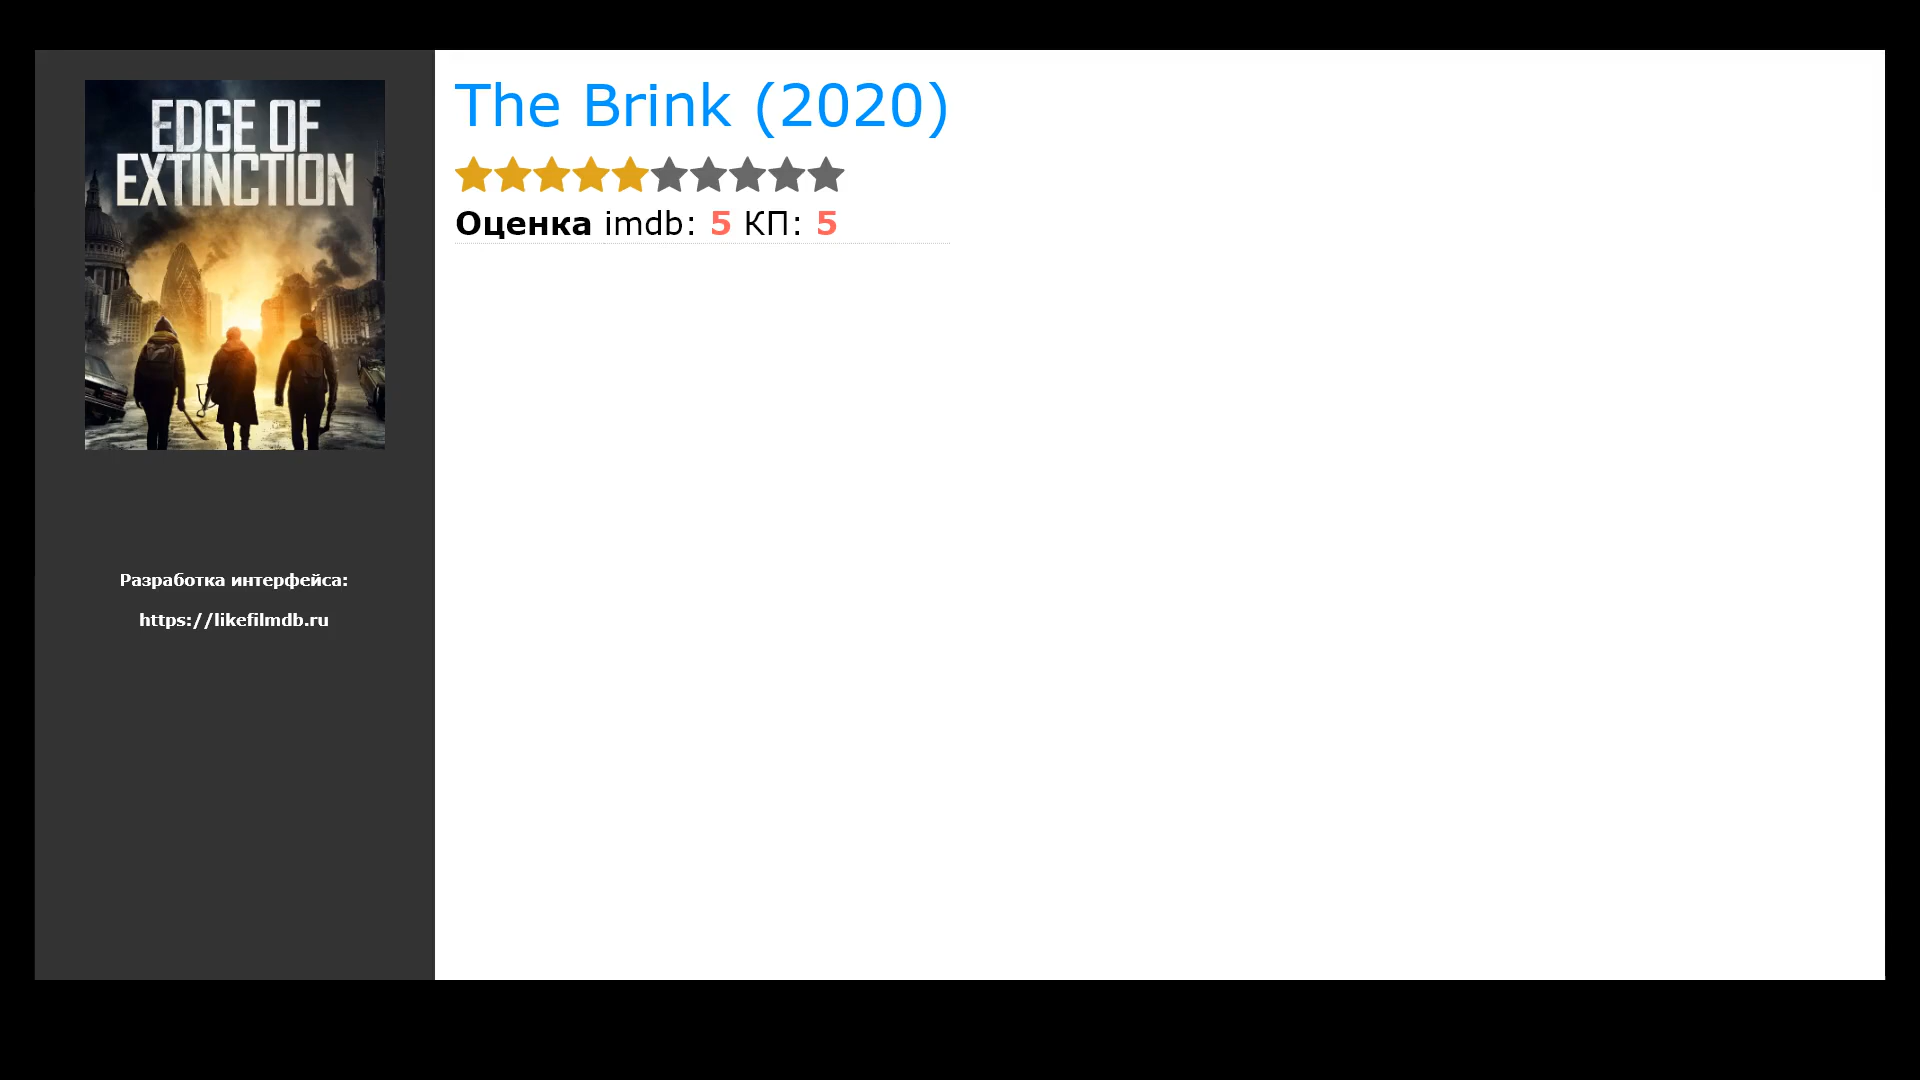 EDGE OF
EXTINCTION
Разработка интерфейса:
https://likefilmdb.ru
The Brink (2020)
Оценка imdb: 5 КП: 5